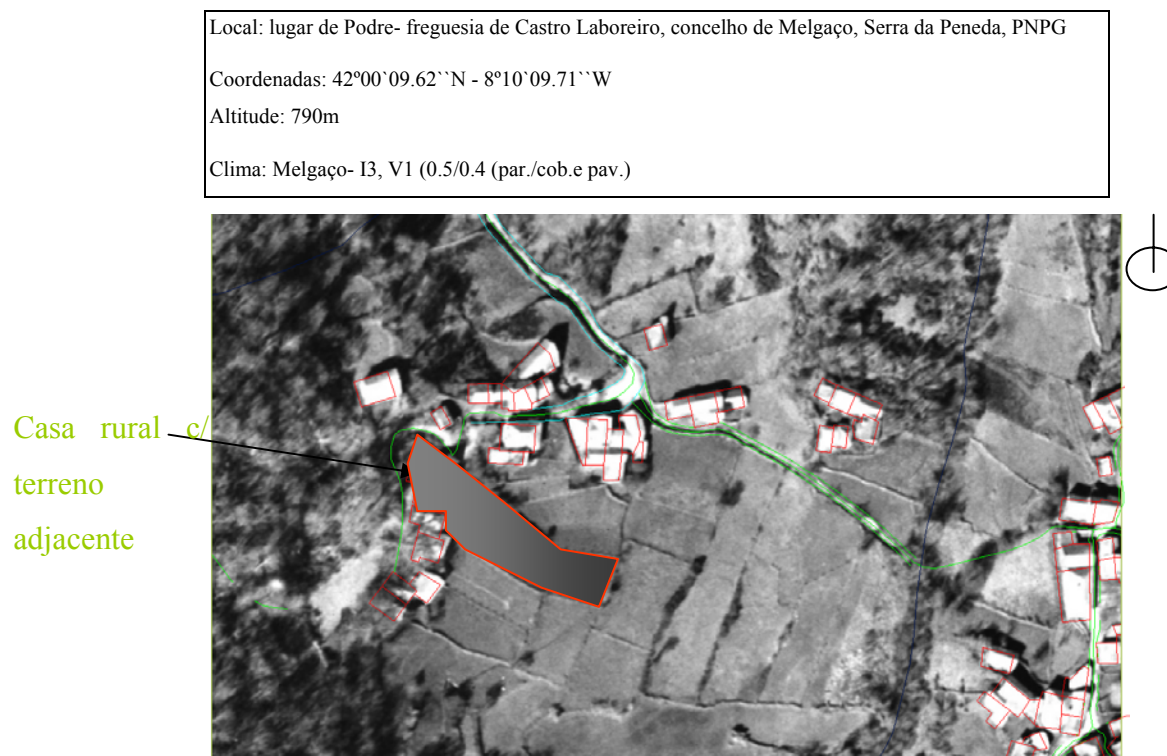 Local: lugar de Podre- freguesia de Castro Laboreiro, concelho de Melgaço, Serra da Peneda, PNPG
Coordenadas: 42º00`09.62``N - 8º10`09.71``W
Altitude: 790m
Clima: Melgaço- I3, V1 (0.5/0.4 (par./cob.e pav.)
Casa rural c/
terreno
adjacente